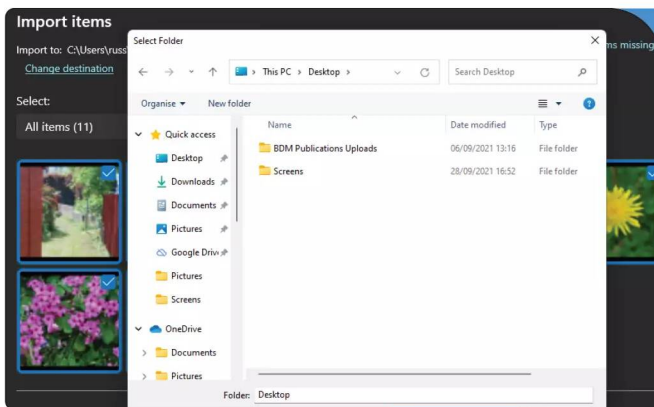 Import items
Select Folder
Import to: C:\Users\russ
ms missing
Change destination
This PC > Desktop >
Search Desktop
Organise
New folder
Select:
All items (11)
Name
Date modified
Type
Quick access
BDM Publications Uploads
06/09/2021 13:16
File folder
Desktop
Screens
28/09/2021 16:52
File folder
Downloads
Documents
Pictures
Google Driv
Pictures
Screens
OneDrive
Documents
Pictures
Folder: Desktop